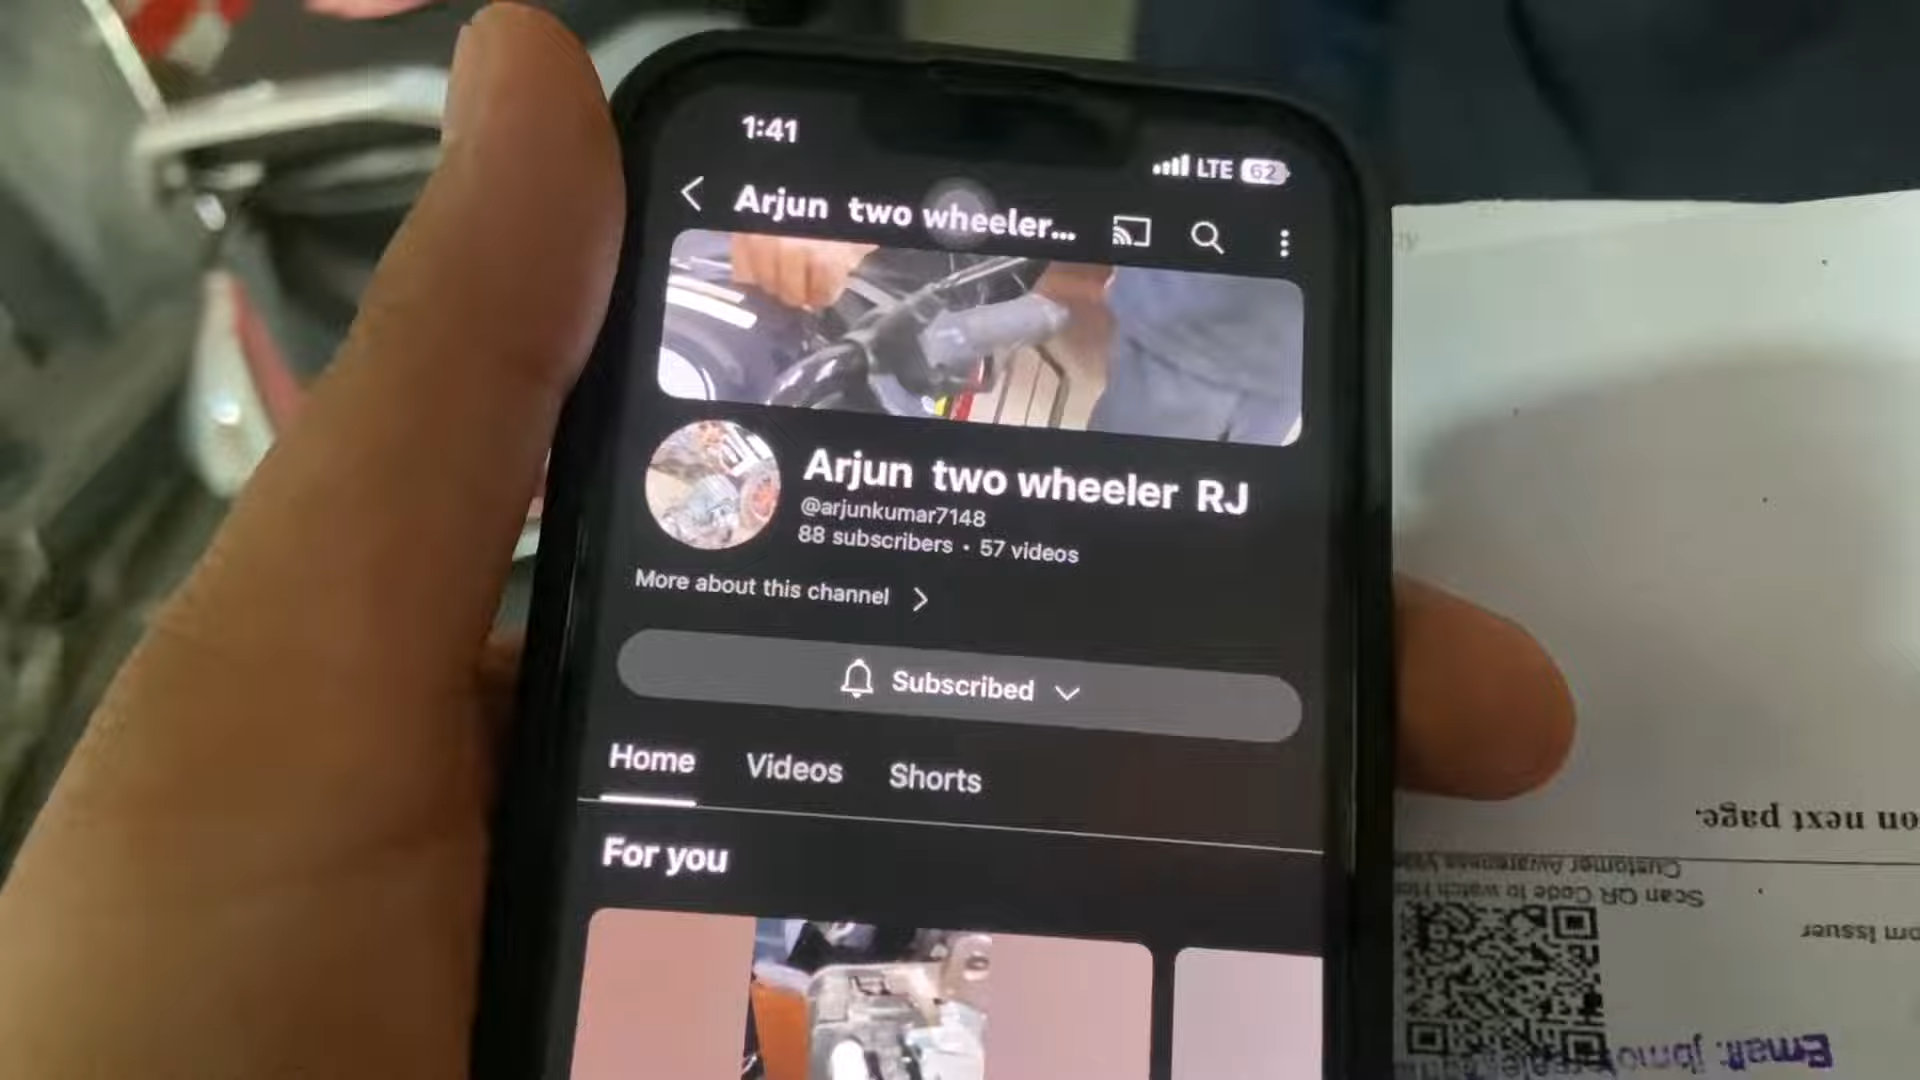 1:41
LTE 62
Arjun two wheeler...
Arjun two wheeler RJ
@arjunkumar7148
88 subscribers • 57 videos
More about this channel
Subscribed
Home Videos Shorts
For you
on next page.
Customer Awareness
Scan QR Code to watch
Issuer
Email: